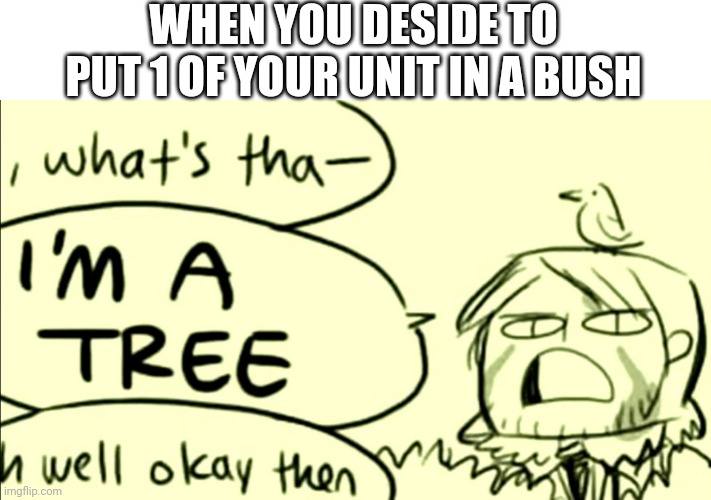 WHEN YOU DESIDE TO
PUT 1 OF YOUR UNIT IN A BUSH
, what's tha—
I'M A
TREE
h well okay then
imgflip.com